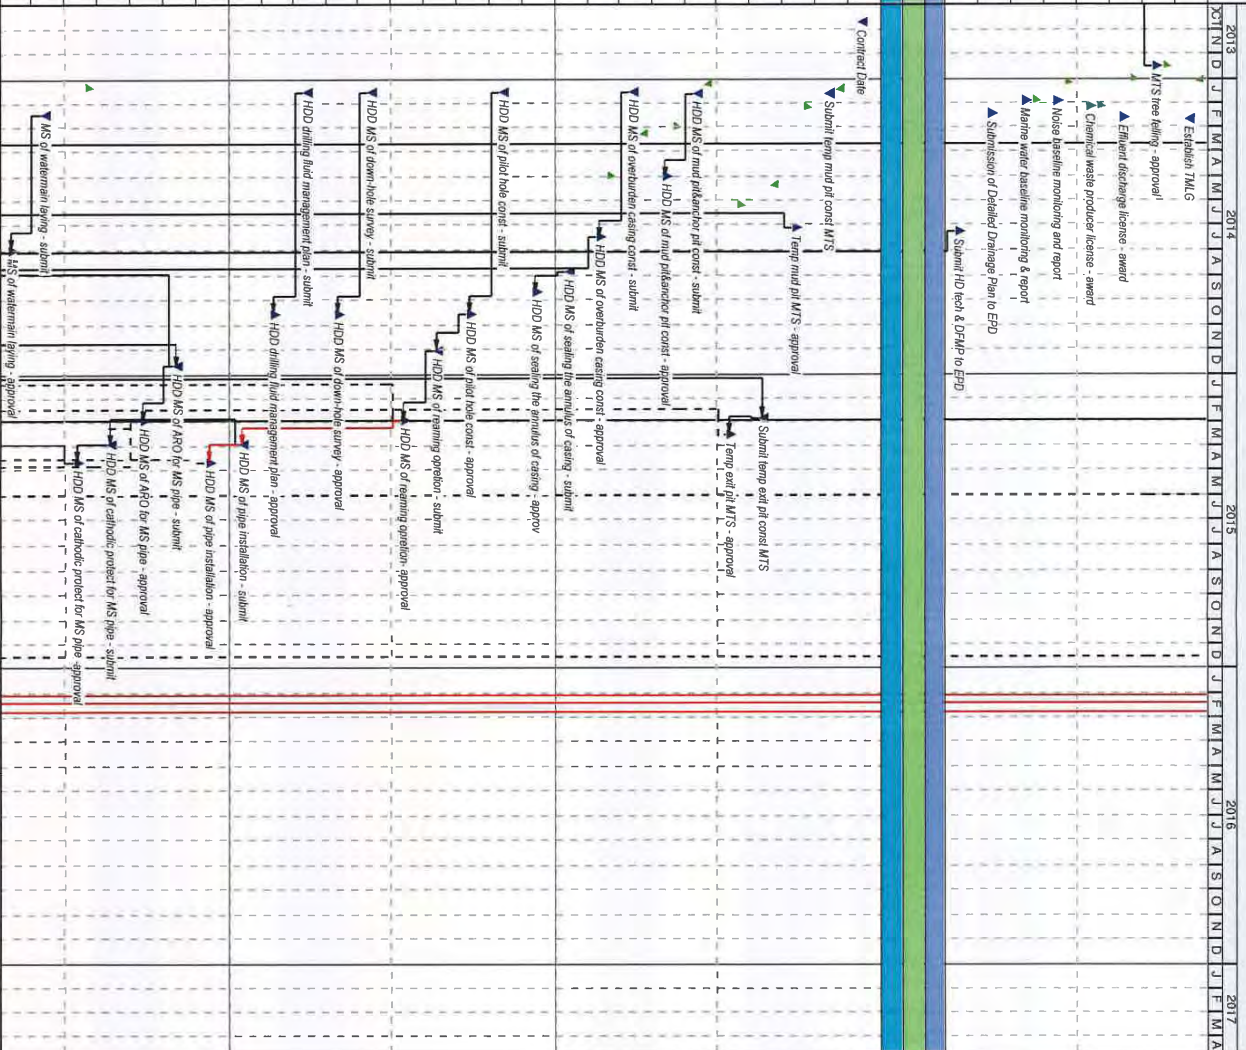 2013
2014
2015
2016
2017
OCT N D
J F M A M J J A S O N D
J F M A M J J A S O N D
J F M A M J J A S O N D
J F M A
Establish TMLG
MTS tree felling - approval
Effluent discharge license - award
Chemical waste producer license - award
Noise baseline monitoring and report
Marine water baseline monitoring & report
Submission of Detailed Drainage Plan to EPD
Submit HD tech & DFMP to EPD
Contract Date
Submit temp mud pit const MTS
Temp mud pit MTS - approval
Submit temp exit pit const MTS
Temp exit pit MTS - approval
HDD MS of mud pit&anchor pit const - submit
HDD MS of mud pit&anchor pit const - approval
HDD MS of overburden casing const - submit
HDD MS of overburden casing const - approval
HDD MS of sealing the annulus of casing - submit
HDD MS of sealing the annulus of casing - approv
HDD MS of pilot hole const - submit
HDD MS of pilot hole const - approval
HDD MS of reaming opretion - submit
HDD MS of reaming opretion- approval
HDD MS of down-hole survey - submit
HDD MS of down-hole survey - approval
HDD drilling fluid management plan - submit
HDD drilling fluid management plan - approval
HDD MS of pipe installation - submit
HDD MS of pipe installation - approval
HDD MS of ARO for MS pipe - submit
HDD MS of ARO for MS pipe - approval
HDD MS of cathodic protect for MS pipe - submit
HDD MS of cathodic protect for MS pipe -approval
MS of watermain laying - submit
MS of watermain laying - approval